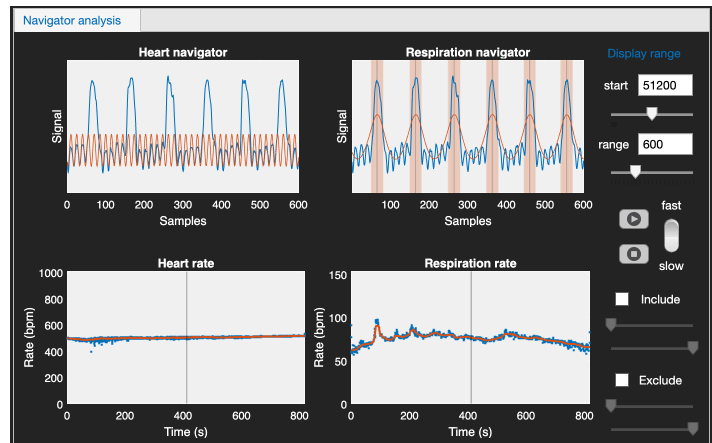 Navigator analysis
Heart navigator
Signal
0 100 200 300 400 500 600
Samples
Respiration navigator
Signal
0 100 200 300 400 500 600
Samples
Display range
start 51200
range 600
fast
slow
Heart rate
Rate (bpm)
1000
800
600
400
200
0
0 200 400 600 800
Time (s)
Respiration rate
Rate (bpm)
150
100
50
0
0 200 400 600 800
Time (s)
Include
Exclude